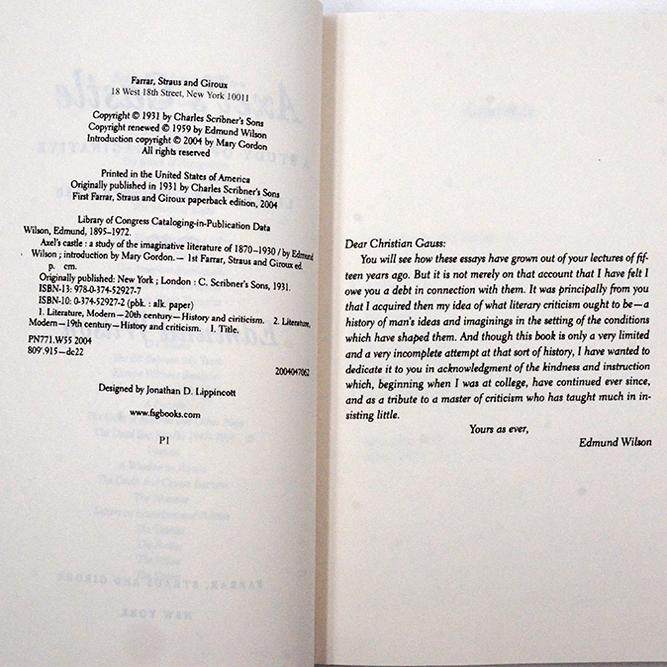 Farrar, Straus and Giroux
18 West 18th Street, New York 10011
Copyright © 1931 by Charles Scribner's Sons
Copyright renewed © 1959 by Edmund Wilson
Introduction copyright © 2004 by Mary Gordon
All rights reserved
Printed in the United States of America
Originally published in 1931 by Charles Scribner's Sons
First Farrar, Straus and Giroux paperback edition, 2004
Library of Congress Cataloging-in-Publication Data
Wilson, Edmund, 1895–1972.
Axel's castle : a study of the imaginative literature of 1870–1930 / by Edmund
Wilson ; introduction by Mary Gordon.— 1st Farrar, Straus and Giroux ed.
p. cm.
Originally published: New York ; London : C. Scribner's Sons, 1931.
ISBN-13: 978-0-374-52927-7
ISBN-10: 0-374-52927-2 (pbk. : alk. paper)
1. Literature, Modern—20th century—History and ciriticism. 2. Literature,
Modern—19th century—History and criticism. 1. Title.
PN771.W55 2004
809'.915—dc22
2004047062
Designed by Jonathan D. Lippincott
www.fsgbooks.com
P1
Dear Christian Gauss:
You will see how these essays have grown out of your lectures of fif-
teen years ago. But it is not merely on that account that I have felt I
owe you a debt in connection with them. It was principally from you
that I acquired then my idea of what literary criticism ought to be—a
history of man's ideas and imaginings in the setting of the conditions
which have shaped them. And though this book is only a very limited
and a very incomplete attempt at that sort of history, I have wanted to
dedicate it to you in acknowledgment of the kindness and instruction
which, beginning when I was at college, have continued ever since,
and as a tribute to a master of criticism who has taught much in in-
sisting little.
Yours as ever,
Edmund Wilson